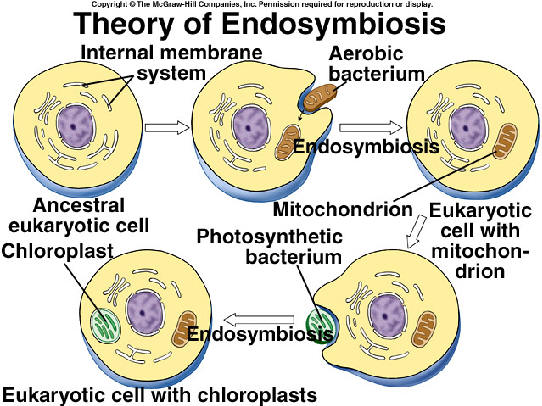 Copyright © The McGraw-Hill Companies, Inc. Permission required for reproduction or display.
Theory of Endosymbiosis
Internal membrane
system
Aerobic
bacterium
Endosymbiosis
Ancestral
eukaryotic cell
Mitochondrion
Eukaryotic
cell with
mitochon-
drion
Chloroplast
Photosynthetic
bacterium
Endosymbiosis
Eukaryotic cell with chloroplasts